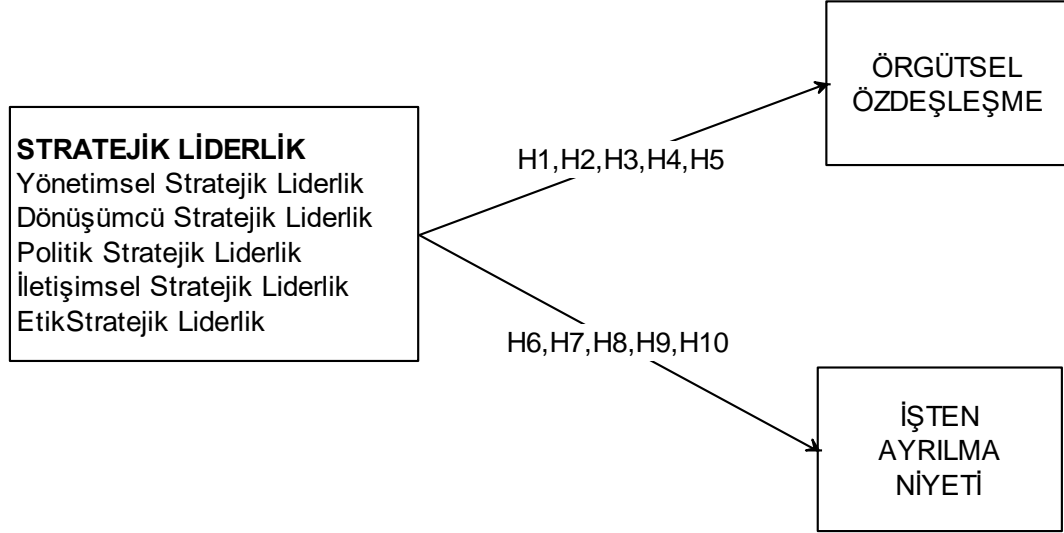 STRATEJİK LİDERLİK
Yönetimsel Stratejik Liderlik
Dönüşümcü Stratejik Liderlik
Politik Stratejik Liderlik
İletişimsel Stratejik Liderlik
EtikStratejik Liderlik
H1,H2,H3,H4,H5
ÖRGÜTSEL
ÖZDEŞLEŞME
H6,H7,H8,H9,H10
İŞTEN
AYRILMA
NİYETİ